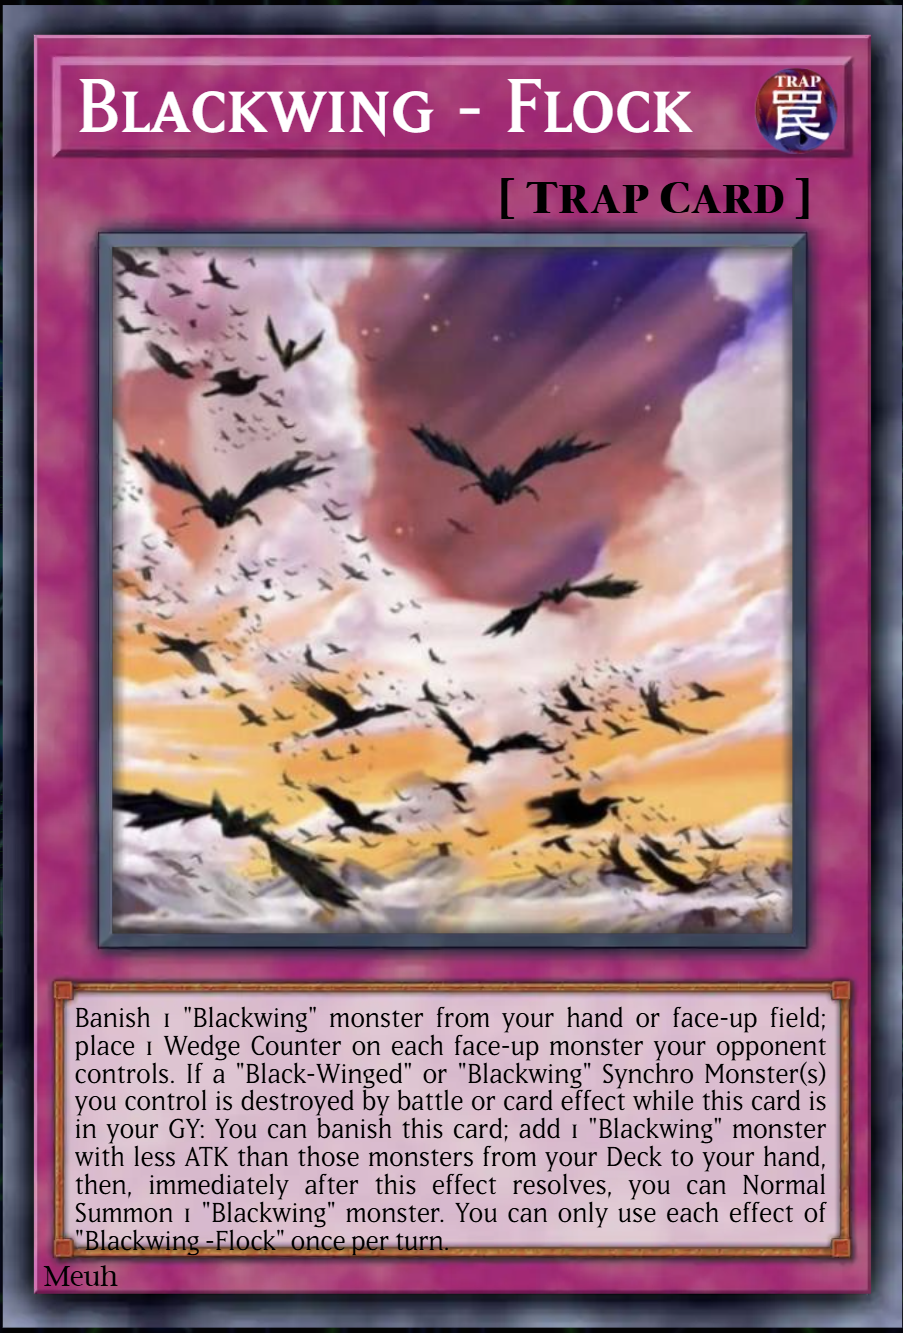 Blackwing - Flock
TRAP
罠
[ Trap Card ]
Banish 1 "Blackwing" monster from your hand or face-up field;
place 1 Wedge Counter on each face-up monster your opponent
controls. If a "Black-Winged" or "Blackwing" Synchro Monster(s)
you control is destroyed by battle or card effect while this card is
in your GY: You can banish this card; add 1 "Blackwing" monster
with less ATK than those monsters from your Deck to your hand,
then, immediately after this effect resolves, you can Normal
Summon 1 "Blackwing" monster. You can only use each effect of
"Blackwing -Flock" once per turn.
Meuh